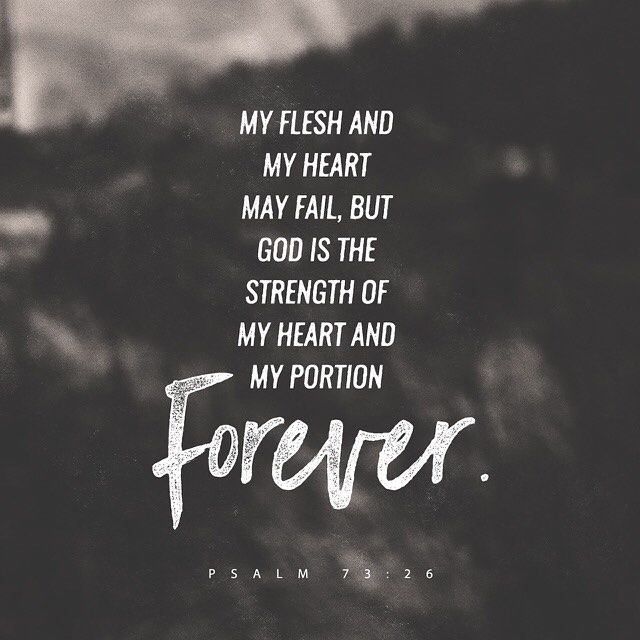 MY FLESH AND
MY HEART
MAY FAIL, BUT
GOD IS THE
STRENGTH OF
MY HEART AND
MY PORTION
Forever.
PSALM 73:26